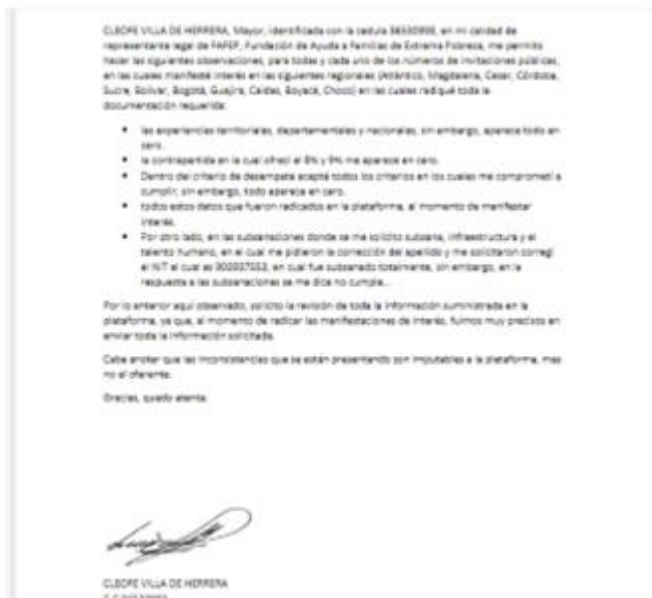 CLEOFE VILLA DE HERRERA, Mayor, identificada con la cedula 36530993, en mi calidad de
representante legal de FAFEP, Fundación de Ayuda a Familias de Extrema Pobreza, me permito
hacer las siguientes observaciones, para todas y cada uno de los números de invitaciones públicas,
en las cuales manifesté interés en las siguientes regionales (Atlántico, Magdalena, Cesar, Córdoba,
Sucre, Bolívar, Bogotá, Guajira, Caldas, Boyacá, Chocó) en las cuales radiqué toda la
documentación requerida:
• las experiencias territoriales, departamentales y nacionales, sin embargo, aparece todo en
cero.
• la contrapartida en la cual ofrecí el 8% y 9% me aparece en cero.
• Dentro del criterio de desempate acepté todos los criterios en los cuales me comprometí a
cumplir, sin embargo, todo aparece en cero.
• todos estos datos que fueron radicados en la plataforma, al momento de manifestar
interés.
• Por otro lado, en las subsanaciones donde se me solicito subsane, infraestructura y el
talento humano, en el cual me pidieron la corrección del apellido y me solicitaron corregí
el NIT el cual es en cual fue subsanado totalmente, sin embargo, en la
respuesta a las subsanaciones se me dice no cumple..
Por lo anterior aquí observado, solicito la revisión de toda la información suministrada en la
plataforma, ya que, al momento de radicar las manifestaciones de interés, fuimos muy precisos en
enviar toda la información solicitada.
Cabe anotar que las inconsistencias que se están presentando son imputables a la plataforma, mas
no al oferente.
Gracias, quedo atenta.
CLEOFE VILLA DE HERRERA